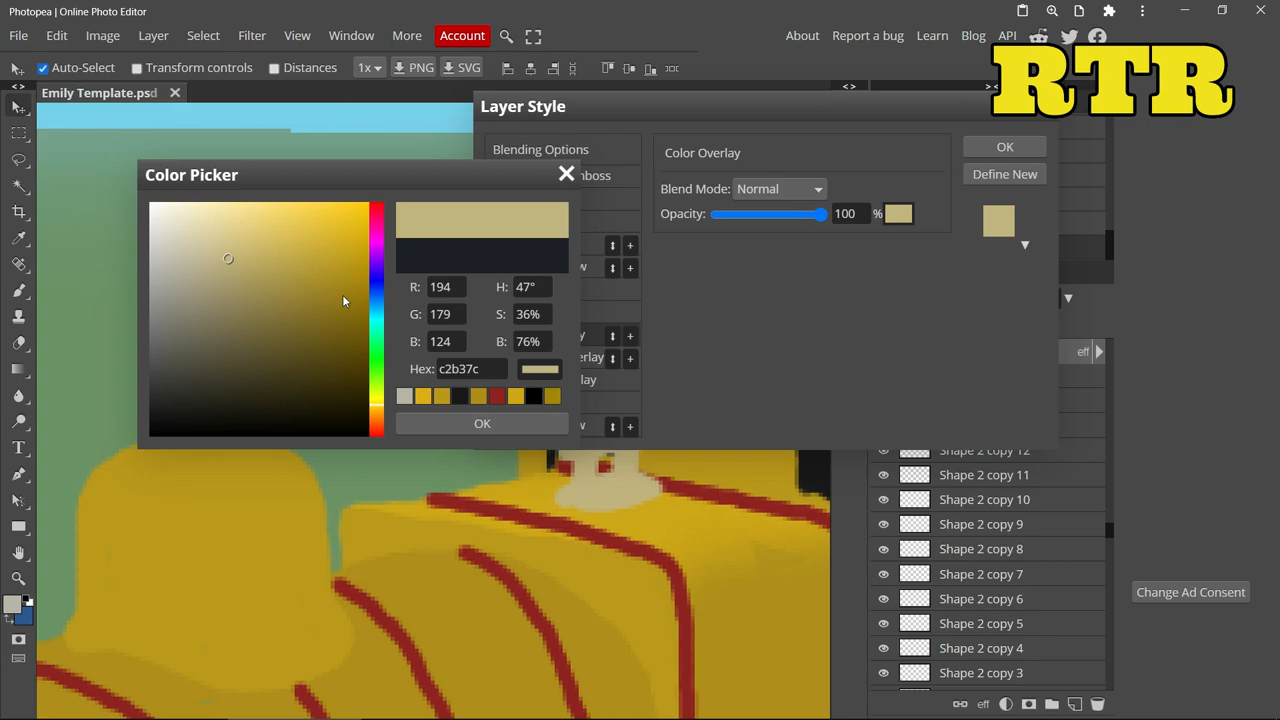 Photopea | Online Photo Editor
File Edit Image Layer Select Filter View Window More Account About Report a bug Learn Blog API
RTR
Auto-Select Transform controls Distances 1x PNG SVG
Emily Template.psd
Layer Style
Blending Options
Color Overlay
OK
Define New
Blend Mode: Normal
Opacity: 100 %
Color Picker
R: 194 H: 47°
G: 179 S: 36%
B: 124 B: 76%
Hex: c2b37c
OK
eff
Shape 2 copy 12
Shape 2 copy 11
Shape 2 copy 10
Shape 2 copy 9
Shape 2 copy 8
Shape 2 copy 7
Shape 2 copy 6
Shape 2 copy 5
Shape 2 copy 4
Shape 2 copy 3
eff
Change Ad Consent